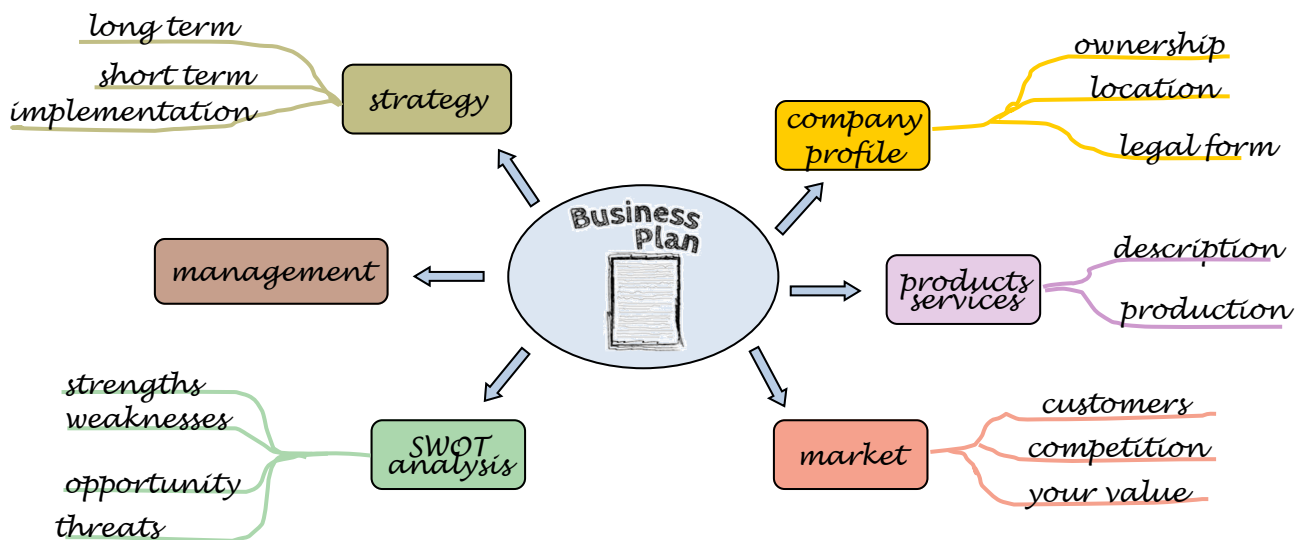 Business
Plan
strategy
long term
short term
implementation
company
profile
ownership
location
legal form
management
products
services
description
production
SWOT
analysis
strengths
weaknesses
opportunity
threats
market
customers
competition
your value